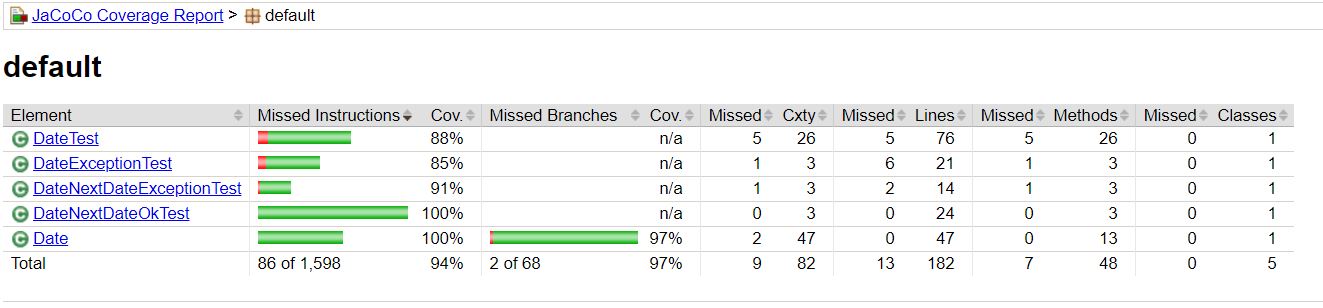 JaCoCo Coverage Report > default
default
Element Missed Instructions Cov. Missed Branches Cov. Missed Cxty Missed Lines Missed Methods Missed Classes
DateTest 88% n/a 5 26 5 76 5 26 0 1
DateExceptionTest 85% n/a 1 3 6 21 1 3 0 1
DateNextDateExceptionTest 91% n/a 1 3 2 14 1 3 0 1
DateNextDateOkTest 100% n/a 0 3 0 24 0 3 0 1
Date 100% 97% 2 47 0 47 0 13 0 1
Total 86 of 1,598 94% 2 of 68 97% 9 82 13 182 7 48 0 5